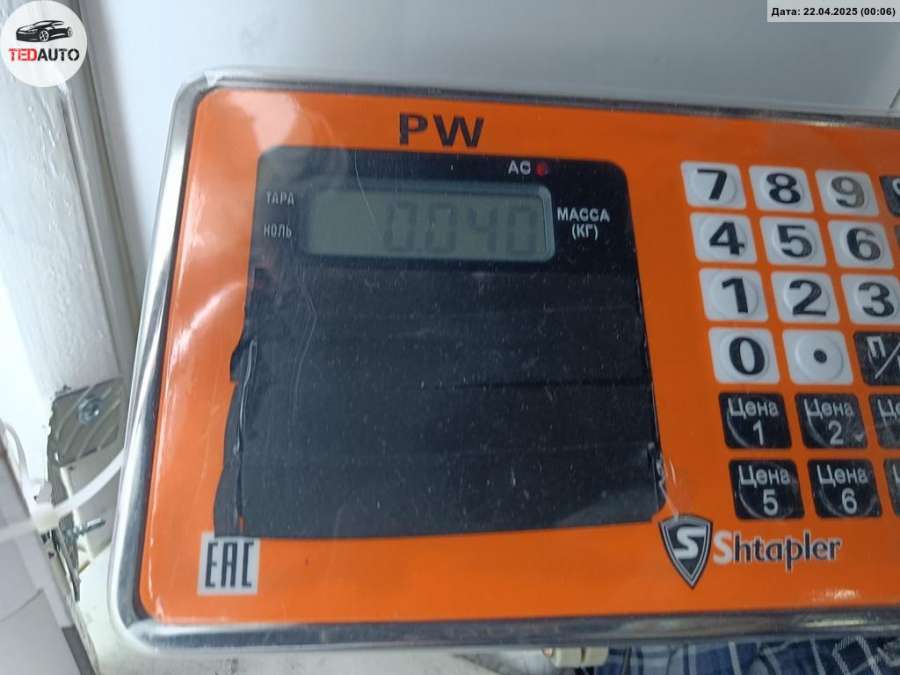 Дата: 22.04.2025 (00:06)
TEDAUTO
PW
AC
ТАРА
НОЛЬ
0.040
МАССА
(КГ)
7 8 9
4 5 6
1 2 3
0 •
Цена 1
Цена 2
Цена 5
Цена 6
EAC
S Shtapler